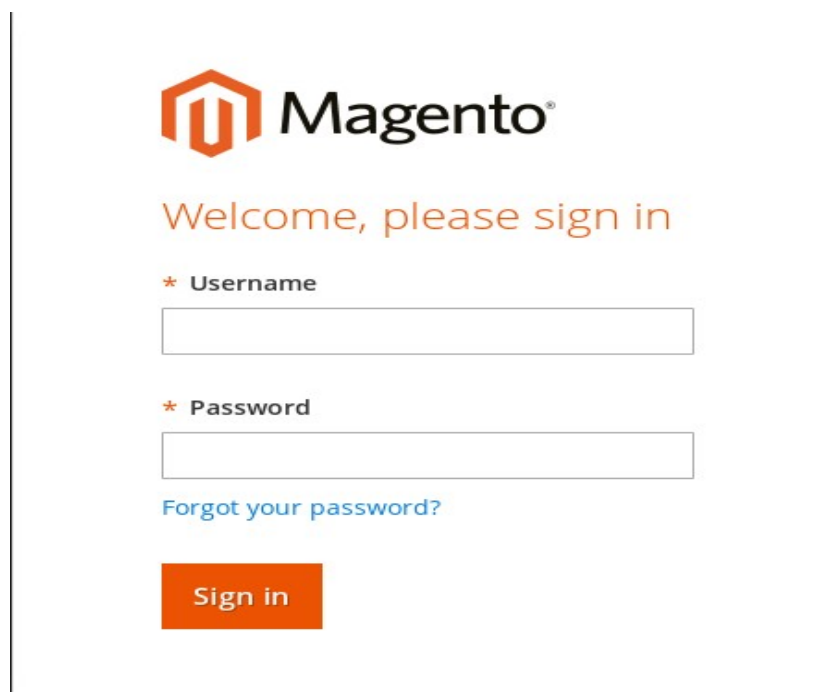 Magento®
Welcome, please sign in
* Username
* Password
Forgot your password?
Sign in